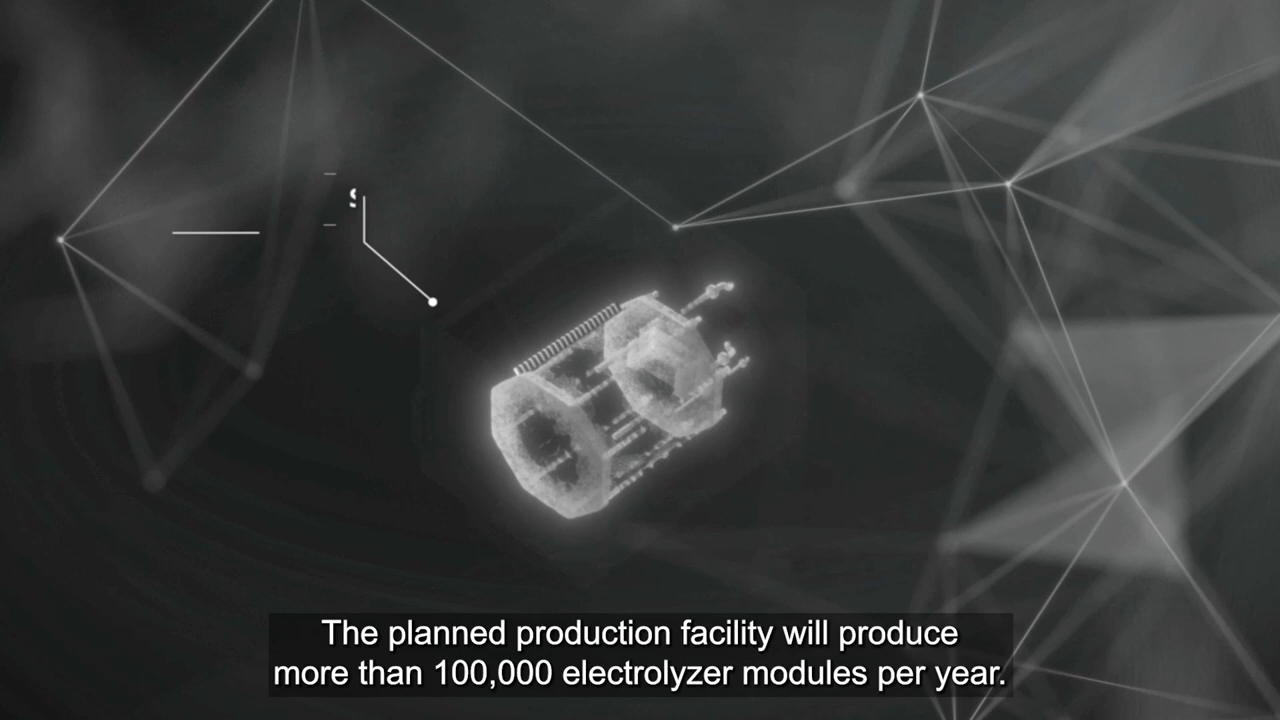 The planned production facility will produce
more than 100,000 electrolyzer modules per year.